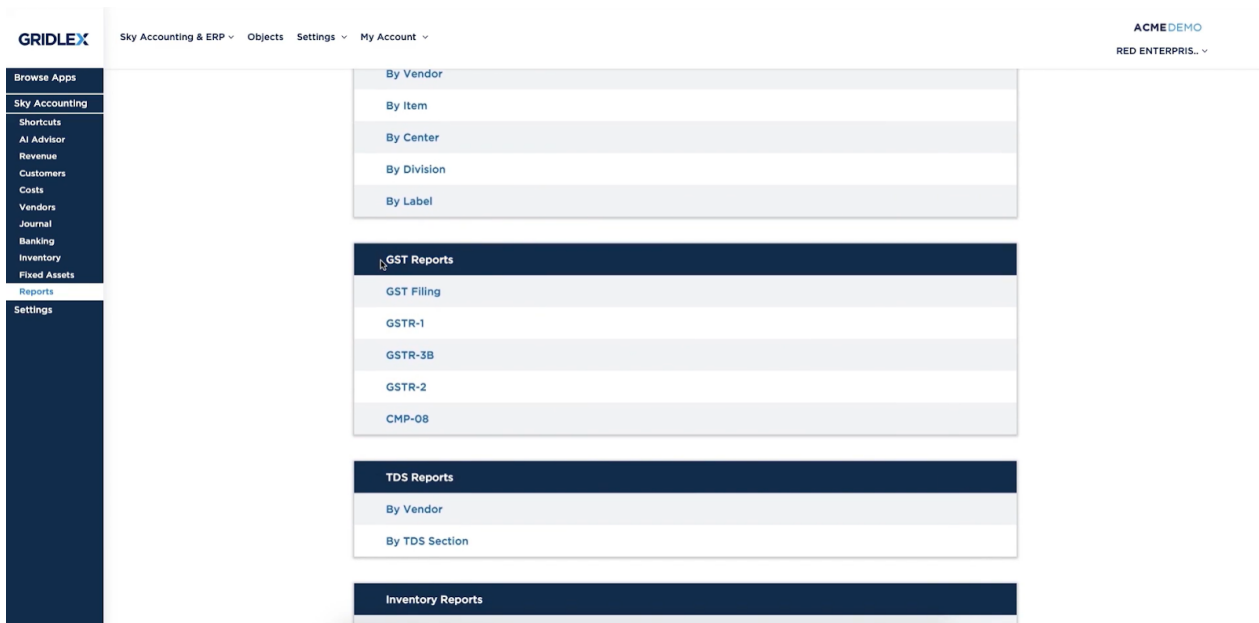 GRIDLEX
Sky Accounting & ERP Objects Settings My Account
ACMEDEMO
RED ENTERPRIS..
Browse Apps
Sky Accounting
Shortcuts
AI Advisor
Revenue
Customers
Costs
Vendors
Journal
Banking
Inventory
Fixed Assets
Reports
Settings
By Vendor
By Item
By Center
By Division
By Label
GST Reports
GST Filing
GSTR-1
GSTR-3B
GSTR-2
CMP-08
TDS Reports
By Vendor
By TDS Section
Inventory Reports